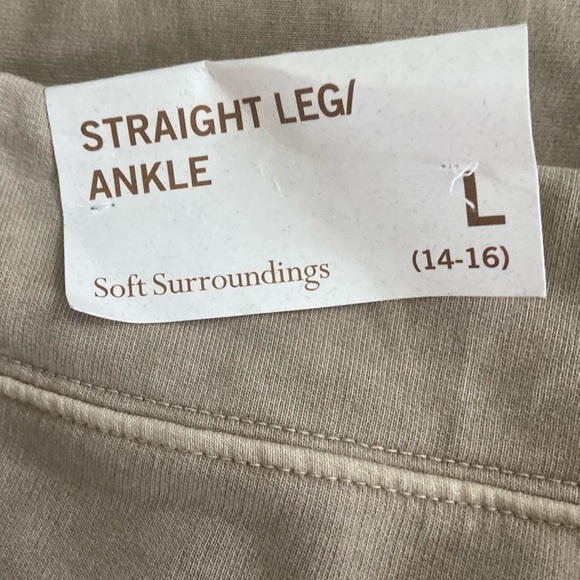 STRAIGHT LEG/
ANKLE
L
Soft Surroundings
(14-16)